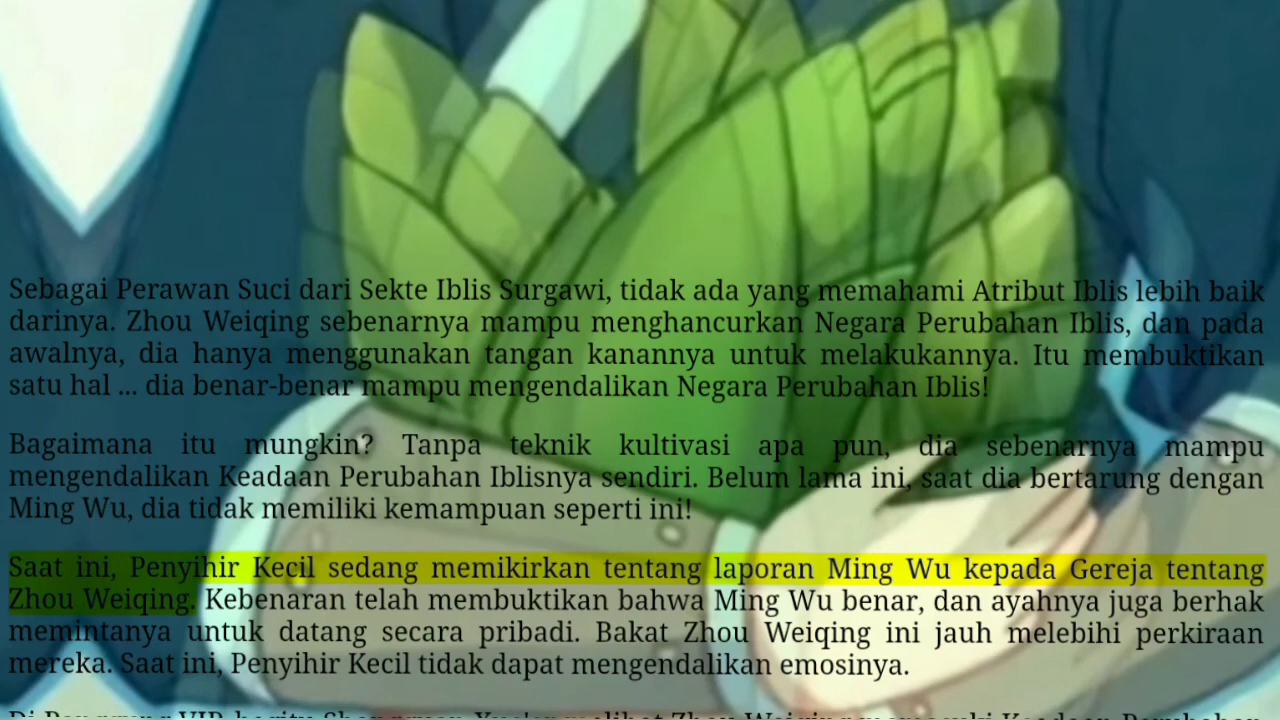 Sebagai Perawan Suci dari Sekte Iblis Surgawi, tidak ada yang memahami Atribut Iblis lebih baik
darinya. Zhou Weiqing sebenarnya mampu menghancurkan Negara Perubahan Iblis, dan pada
awalnya, dia hanya menggunakan tangan kanannya untuk melakukannya. Itu membuktikan
satu hal ... dia benar-benar mampu mengendalikan Negara Perubahan Iblis!
Bagaimana itu mungkin? Tanpa teknik kultivasi apa pun, dia sebenarnya mampu
mengendalikan Keadaan Perubahan Iblisnya sendiri. Belum lama ini, saat dia bertarung dengan
Ming Wu, dia tidak memiliki kemampuan seperti ini!
Saat ini, Penyihir Kecil sedang memikirkan tentang laporan Ming Wu kepada Gereja tentang
Zhou Weiqing. Kebenaran telah membuktikan bahwa Ming Wu benar, dan ayahnya juga berhak
memintanya untuk datang secara pribadi. Bakat Zhou Weiqing ini jauh melebihi perkiraan
mereka. Saat ini, Penyihir Kecil tidak dapat mengendalikan emosinya.